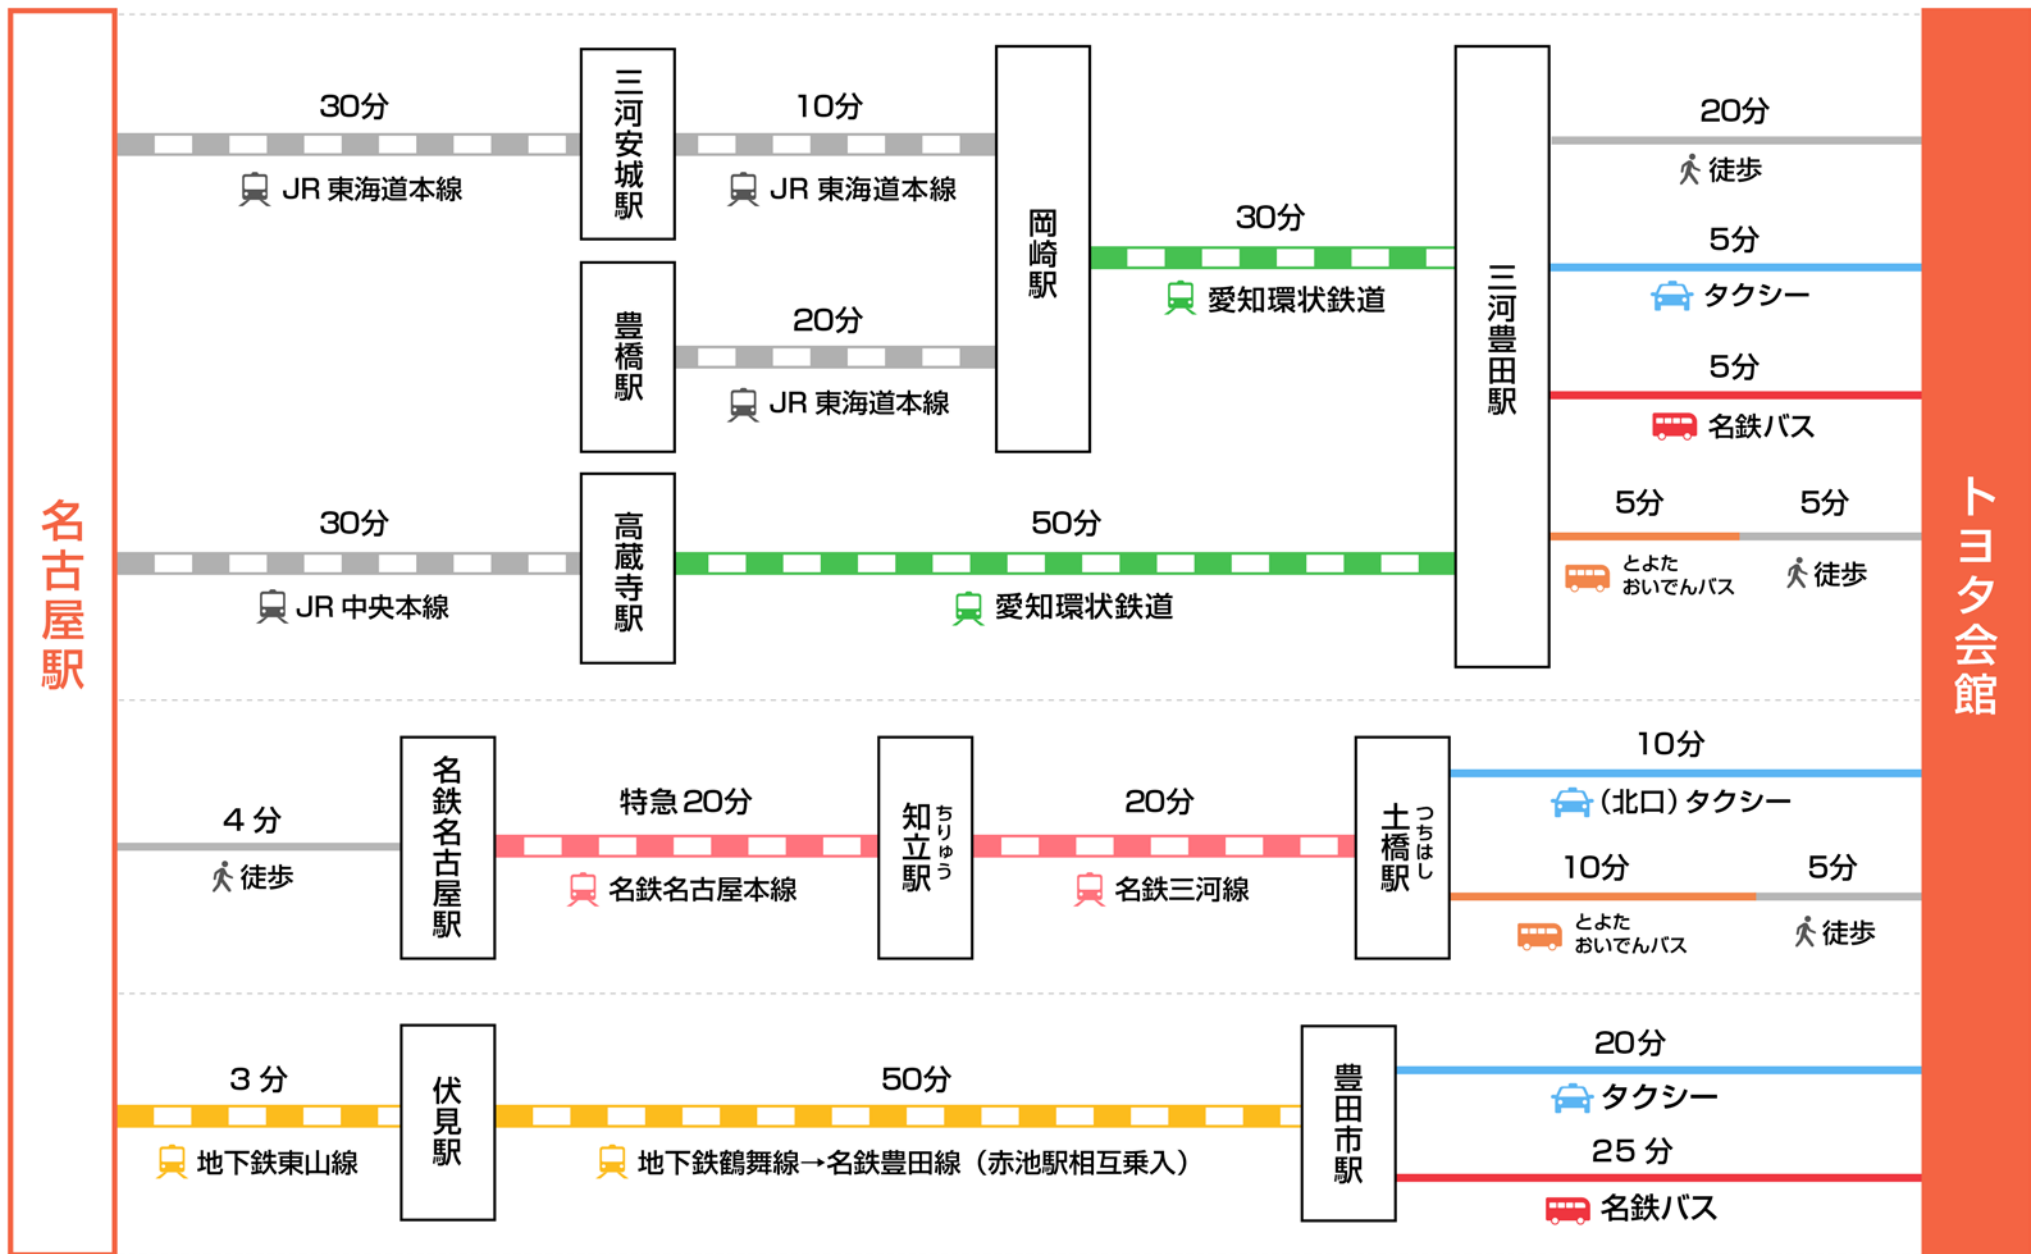 名古屋駅
30分
JR 東海道本線
三河安城駅
10分
JR 東海道本線
豊橋駅
20分
JR 東海道本線
岡崎駅
30分
愛知環状鉄道
30分
JR 中央本線
高蔵寺駅
50分
愛知環状鉄道
三河豊田駅
20分
徒歩
5分
タクシー
5分
名鉄バス
5分
とよた
おいでんバス
5分
徒歩
4 分
徒歩
名鉄名古屋駅
特急 20分
名鉄名古屋本線
知立駅
ちりゅう
20分
名鉄三河線
土橋駅
つちはし
10分
（北口）タクシー
10分
とよた
おいでんバス
5分
徒歩
3 分
地下鉄東山線
伏見駅
50分
地下鉄鶴舞線→名鉄豊田線（赤池駅相互乗入）
豊田市駅
20分
タクシー
25 分
名鉄バス
トヨタ会館